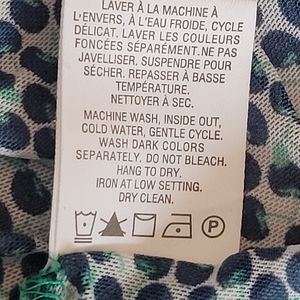 LAVER À LA MACHINE À
L'ENVERS, À L'EAU FROIDE, CYCLE
DÉLICAT. LAVER LES COULEURS
FONCÉES SÉPARÉMENT. NE PAS
JAVELLISER. SUSPENDRE POUR
SÉCHER. REPASSER À BASSE
TEMPÉRATURE.
NETTOYER À SEC.
MACHINE WASH, INSIDE OUT,
COLD WATER, GENTLE CYCLE.
WASH DARK COLORS
SEPARATELY. DO NOT BLEACH.
HANG TO DRY.
IRON AT LOW SETTING.
DRY CLEAN.
P